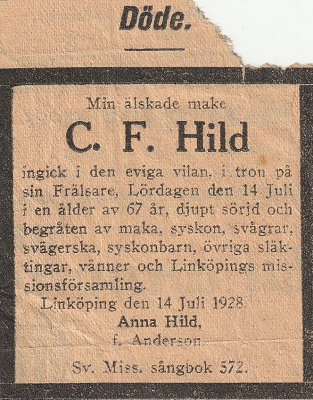 Döde.
Min älskade make
C. F. Hild
ingick i den eviga vilan, i tron på
sin Frälsare, Lördagen den 14 Juli
i en ålder av 67 år, djupt sörjd och
begråten av maka, syskon, svågrar,
svägerska, syskonbarn, övriga släk-
tingar, vänner och Linköpings mis-
sionsförsamling.
Linköping den 14 Juli 1928.
Anna Hild,
f. Anderson.
Sv. Miss. sångbok 572.